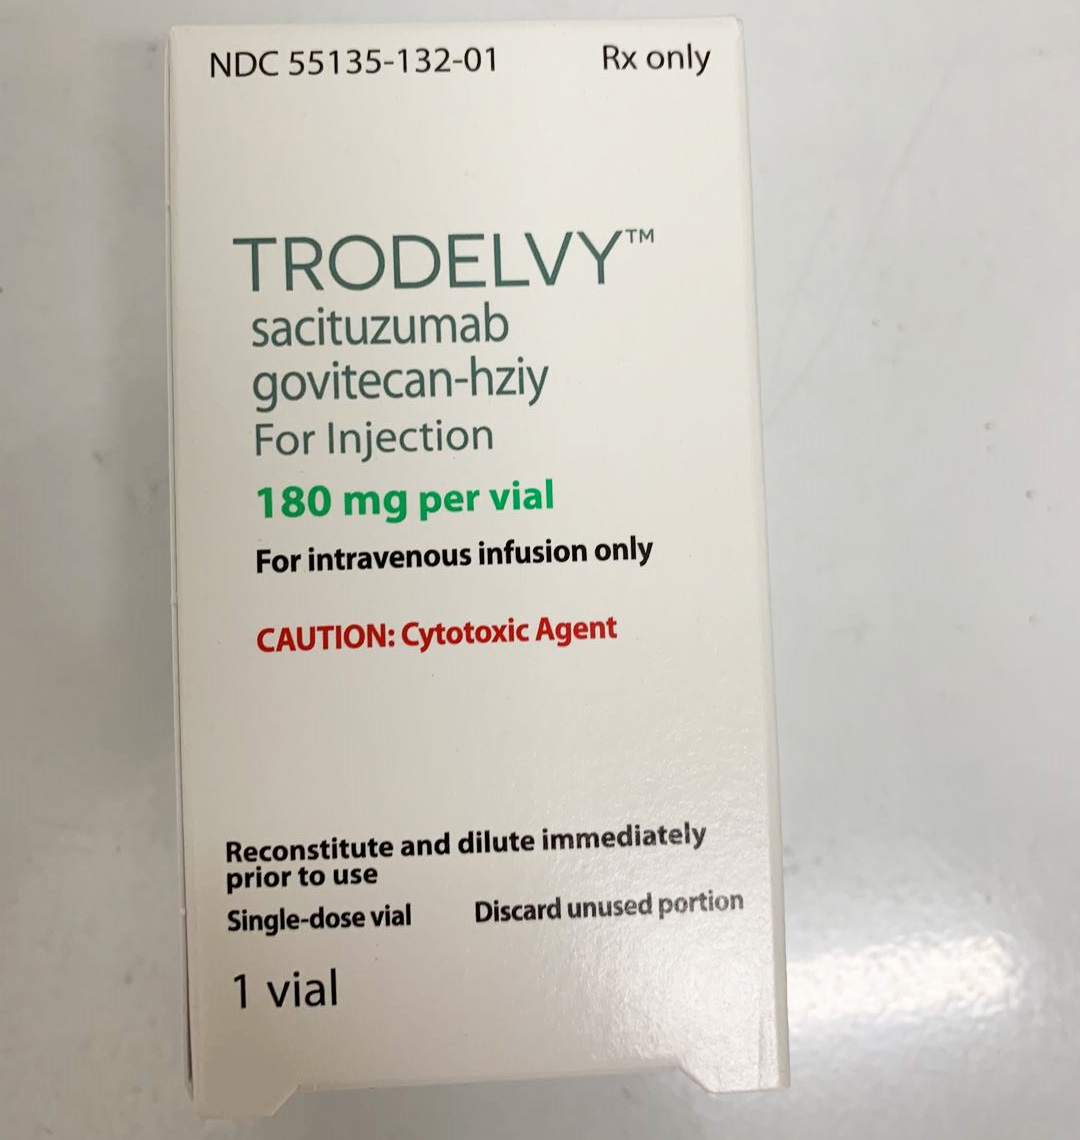 NDC 55135-132-01 Rx only
TRODELVY™
sacituzumab
govitecan-hziy
For Injection
180 mg per vial
For intravenous infusion only
CAUTION: Cytotoxic Agent
Reconstitute and dilute immediately
prior to use
Single-dose vial Discard unused portion
1 vial